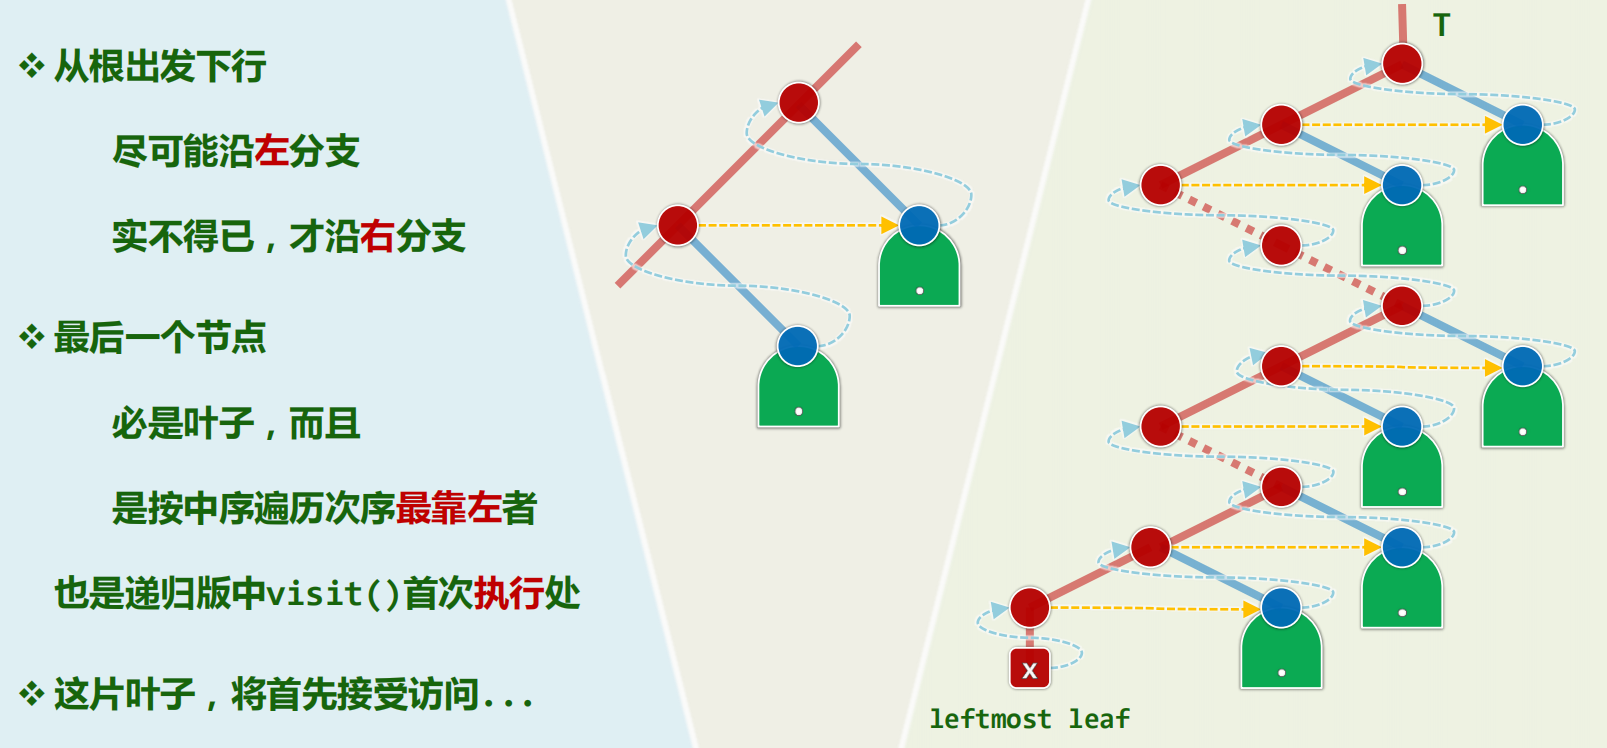 ❖ 从根出发下行
尽可能沿左分支
实不得已，才沿右分支
❖ 最后一个节点
必是叶子，而且
是按中序遍历次序最靠左者
也是递归版中visit()首次执行处
❖ 这片叶子，将首先接受访问...
T
X
leftmost leaf